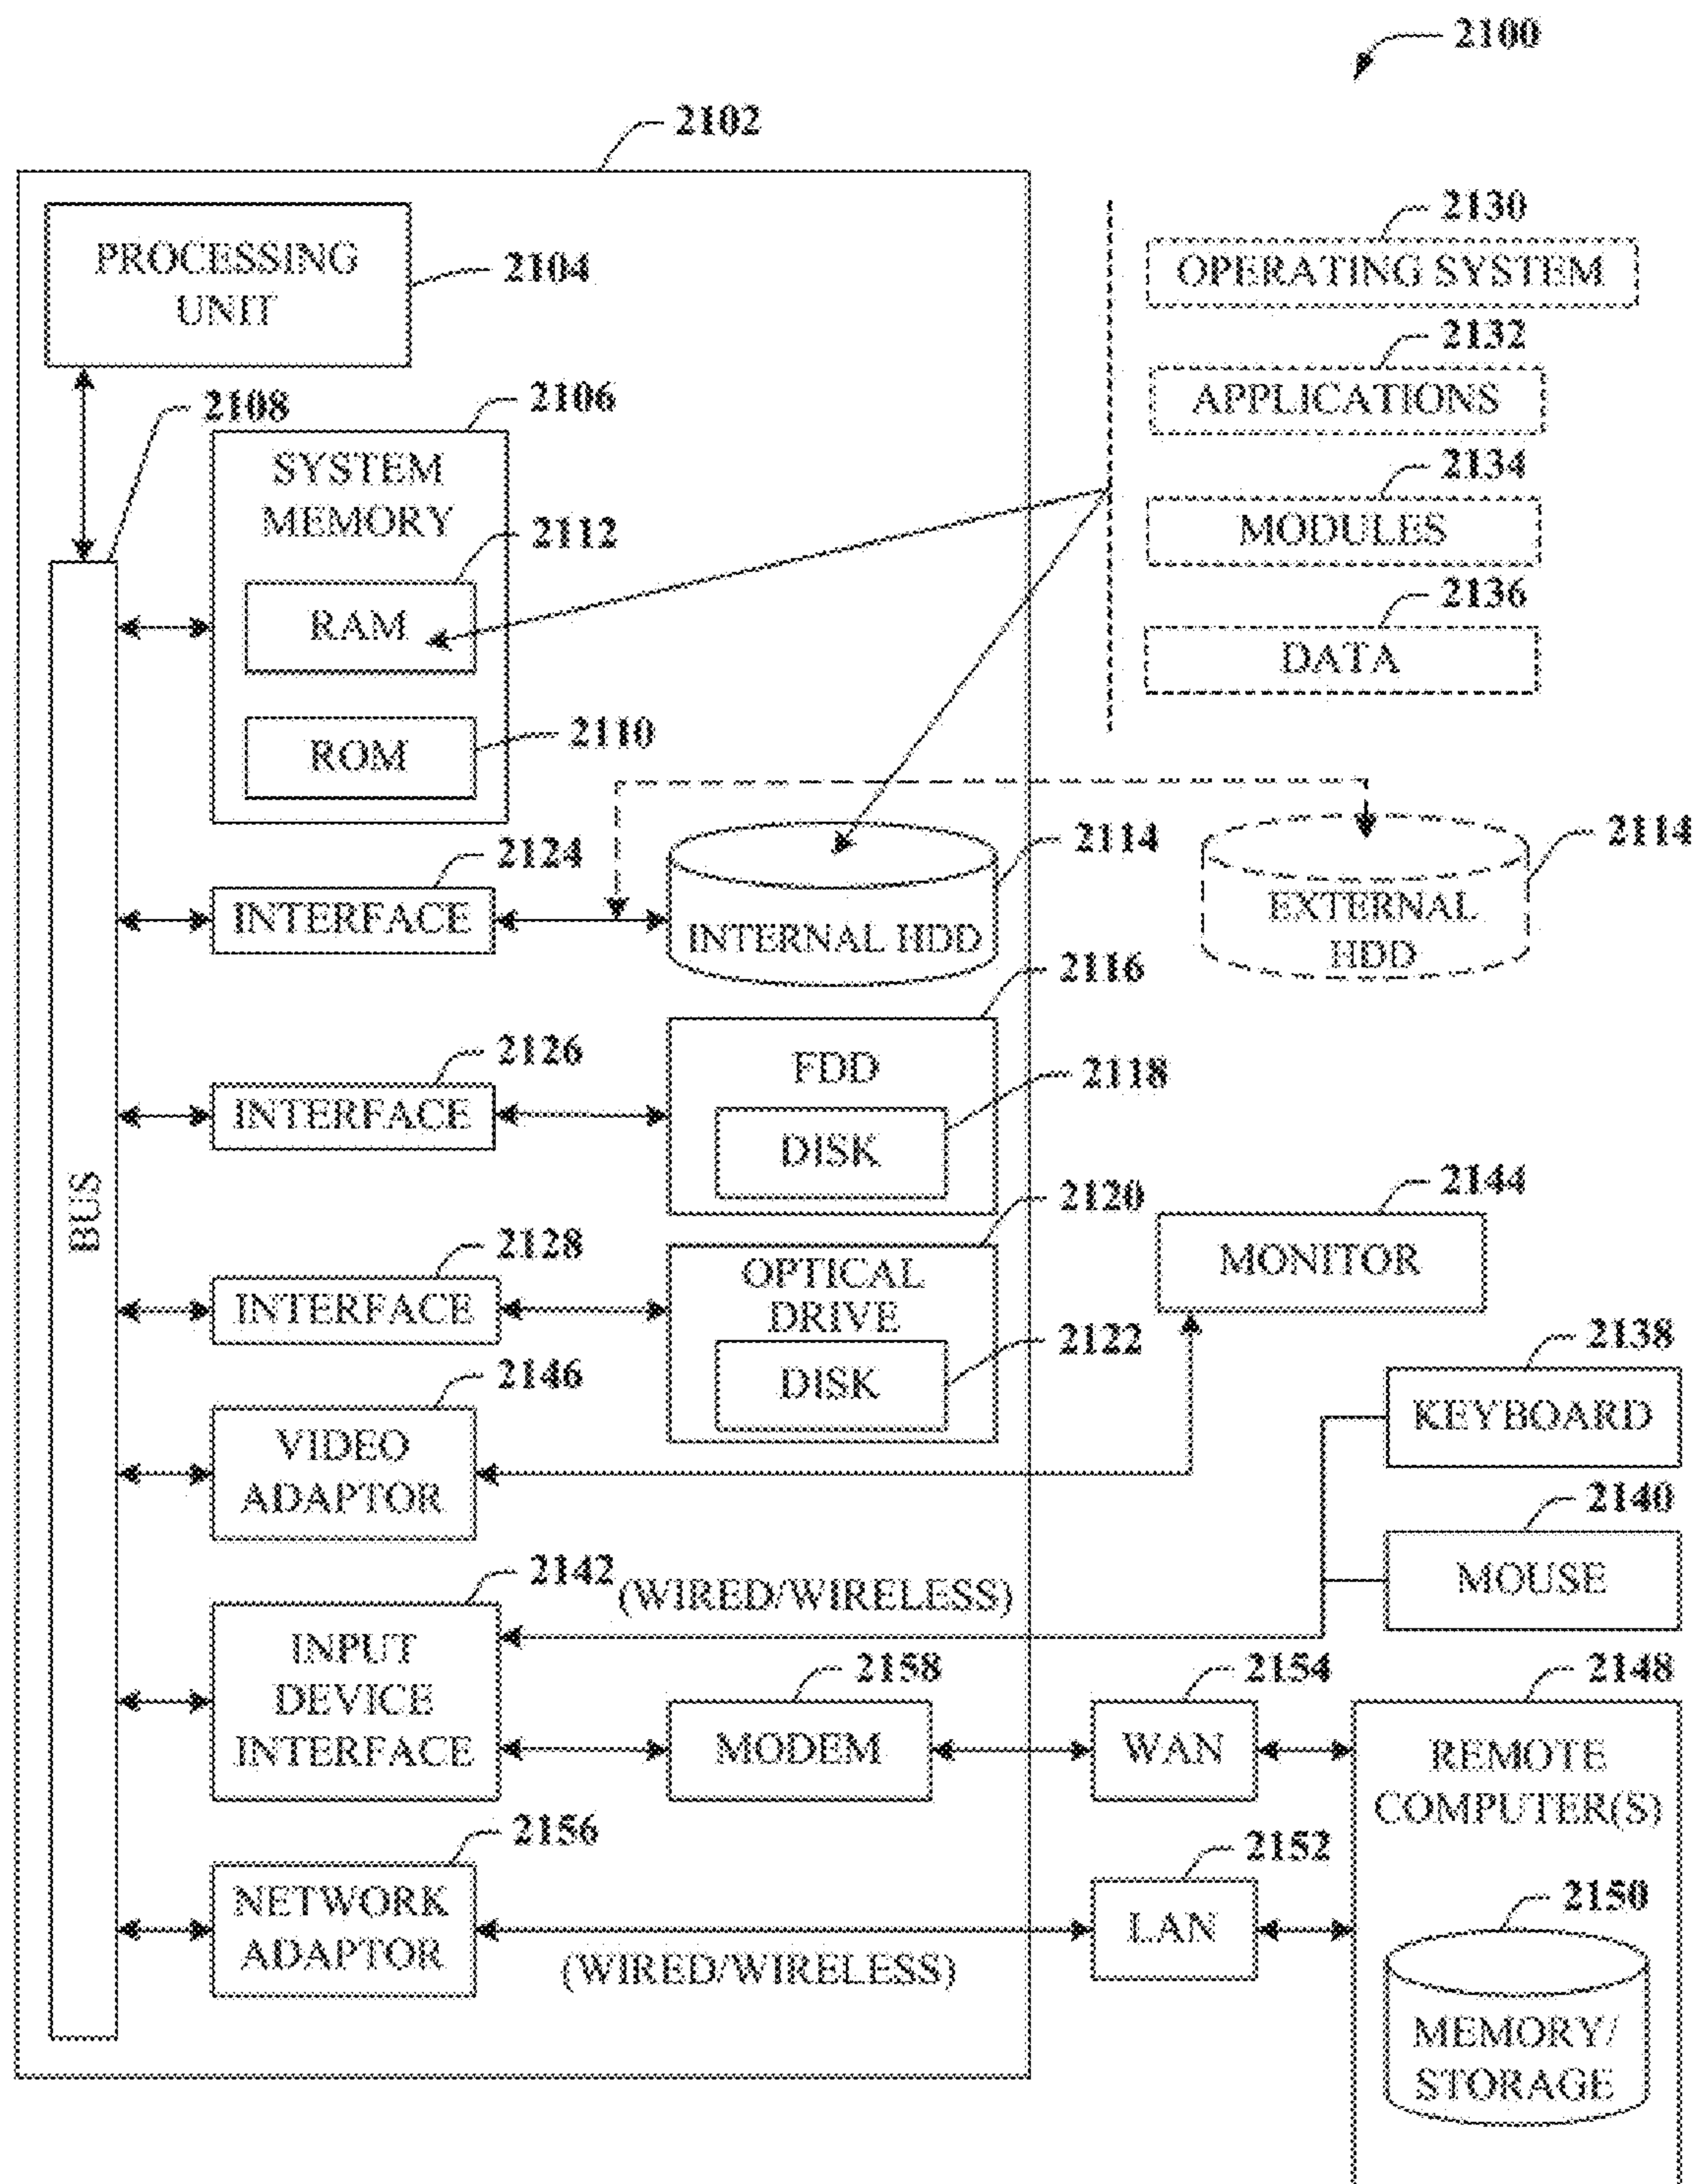 2100
2102
PROCESSING
UNIT
2104
2108
2106
SYSTEM
MEMORY
2112
RAM
ROM
2110
2130
OPERATING SYSTEM
2132
APPLICATIONS
2134
MODULES
2136
DATA
2124
INTERFACE
2114
INTERNAL HDD
2114
EXTERNAL
HDD
2126
INTERFACE
2116
FDD
2118
DISK
BUS
2128
INTERFACE
2120
OPTICAL
DRIVE
2122
DISK
2144
MONITOR
2146
VIDEO
ADAPTOR
2138
KEYBOARD
2140
MOUSE
2142
(WIRED/WIRELESS)
INPUT
DEVICE
INTERFACE
2158
MODEM
2154
WAN
2148
REMOTE
COMPUTER(S)
2156
NETWORK
ADAPTOR
(WIRED/WIRELESS)
2152
LAN
2150
MEMORY/
STORAGE